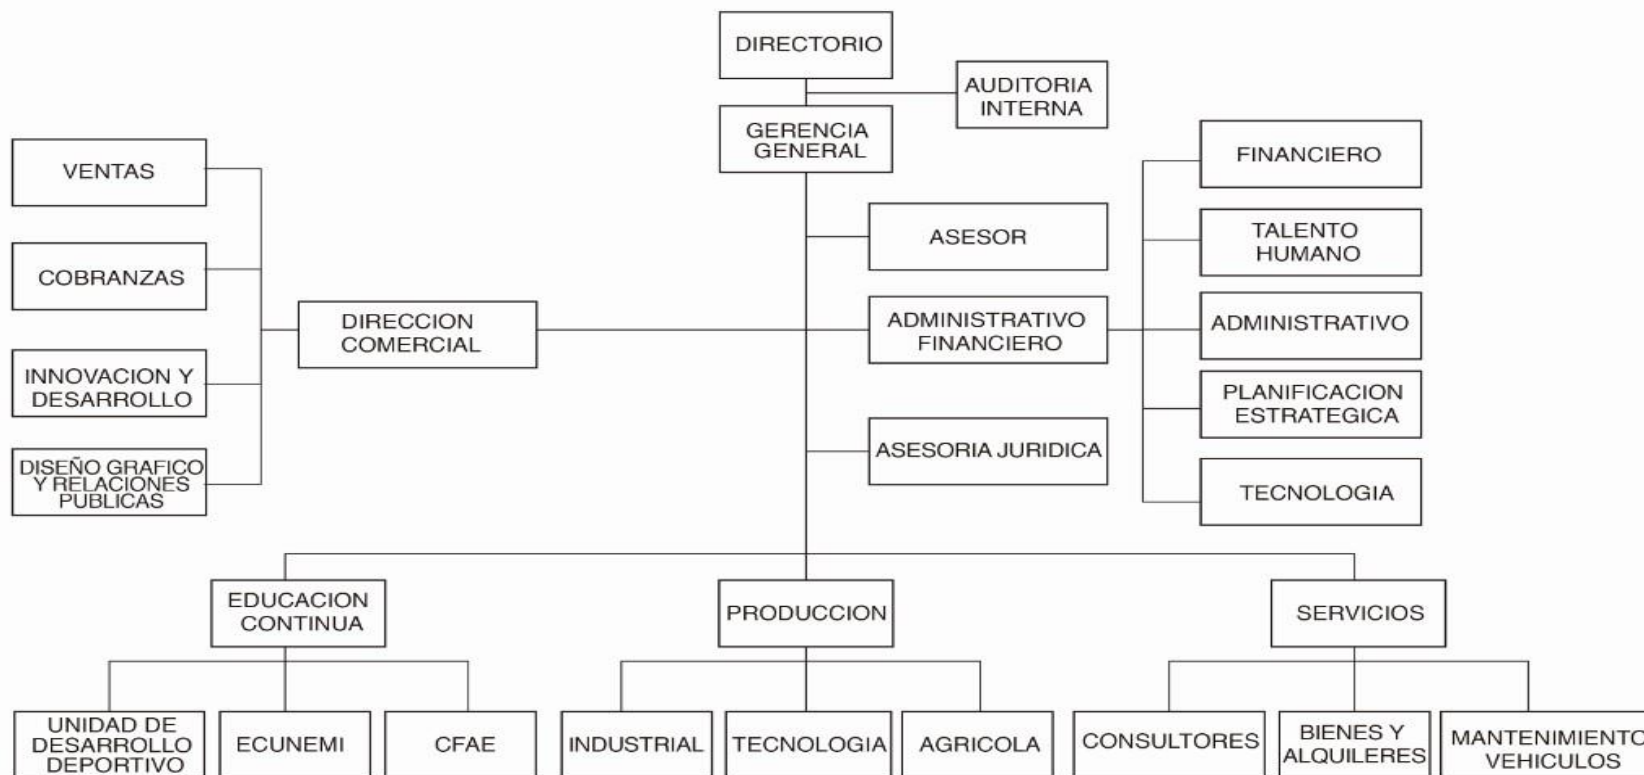 DIRECTORIO
AUDITORIA
INTERNA
GERENCIA
GENERAL
VENTAS
COBRANZAS
INNOVACION Y
DESARROLLO
DISEÑO GRAFICO
Y RELACIONES
PUBLICAS
DIRECCION
COMERCIAL
ASESOR
ADMINISTRATIVO
FINANCIERO
ASESORIA JURIDICA
FINANCIERO
TALENTO
HUMANO
ADMINISTRATIVO
PLANIFICACION
ESTRATEGICA
TECNOLOGIA
EDUCACION
CONTINUA
PRODUCCION
SERVICIOS
UNIDAD DE
DESARROLLO
DEPORTIVO
ECUNEMI
CFAE
INDUSTRIAL
TECNOLOGIA
AGRICOLA
CONSULTORES
BIENES Y
ALQUILERES
MANTENIMIENTO
VEHICULOS